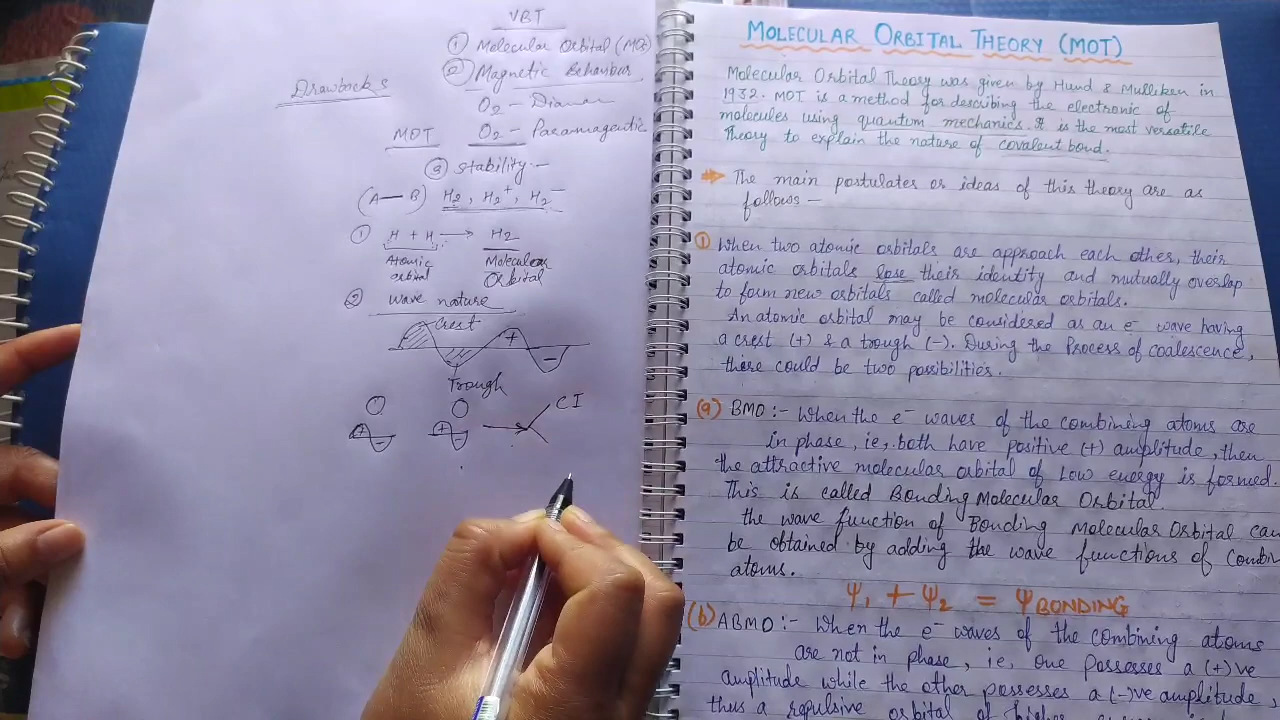 VBT
① Molecular Orbital (MO)
② Magnetic Behaviour
Drawbacks
O2 - Diamar
MOT O2 - Paramagentic
③ stability :-
(A — B) H2, H2+, H2-
① H + H → H2
Atomic orbital
Molecular Orbital
② wave nature
Crest
+
-
Trough
+ + CI
MOLECULAR ORBITAL THEORY (MOT)
Molecular Orbital Theory was given by Hund & Mulliken in
1932. MOT is a method for describing the electronic of
molecules using quantum mechanics. It is the most versatile
Theory to explain the nature of covalent bond.
The main postulates or ideas of this theory are as
follows -
① When two atomic orbitals are approach each other, their
atomic orbitals lose their identity and mutually overlap
to form new orbitals called molecular orbitals.
An atomic orbital may be considered as an e- wave having
a crest (+) & a trough (-). During the Process of coalescence,
there could be two possibilities.
(a) BMO :- When the e- waves of the combining atoms are
in phase, ie, both have positive (+) amplitude, then
the attractive molecular orbital of Low energy is formed.
This is called Bonding Molecular Orbital.
the wave function of Bonding Molecular Orbital can
be obtained by adding the wave functions of Combin
atoms.
Ψ1 + Ψ2 = Ψ BONDING
(b) ABMO :- When the e- waves of the combining atoms
are not in phase, ie, one possesses a (+)ve
amplitude while the other possesses a (-)ve amplitude,
thus a repulsive orbital of higher